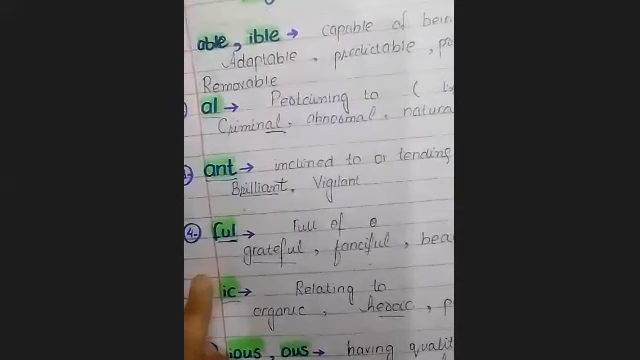 able, ible → capable of bein
Adaptable, predictable, p
Removable
al → Pertaining to (
Criminal, abnormal, natura
ant → inclined to or tending
Brilliant, Vigilant
4. ful → Full of
grateful, fanciful, bea
ic → Relating to
organic, heroic, p
ious, ous → having qualit